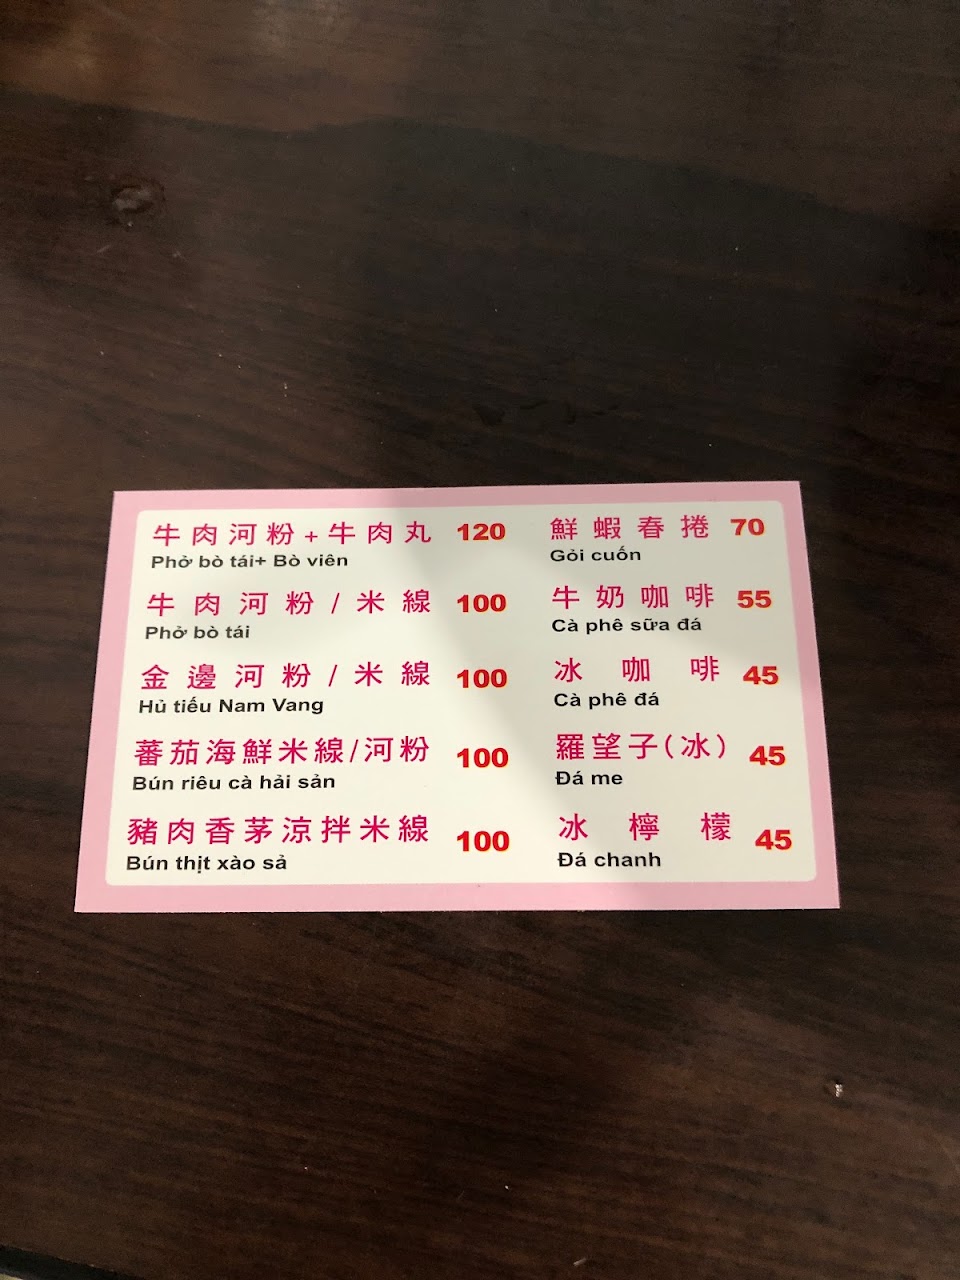 牛肉河粉+牛肉丸 120
Phở bò tái+ Bò viên
牛肉河粉/米線 100
Phở bò tái
金邊河粉/米線 100
Hủ tiếu Nam Vang
蕃茄海鮮米線/河粉 100
Bún riêu cà hải sản
豬肉香茅涼拌米線 100
Bún thịt xào sả
鮮蝦春捲 70
Gỏi cuốn
牛奶咖啡 55
Cà phê sữa đá
冰咖啡 45
Cà phê đá
羅望子(冰) 45
Đá me
冰檸檬 45
Đá chanh